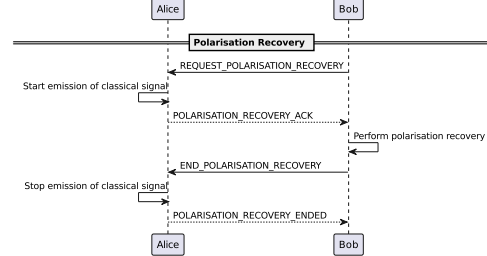 Alice
Bob
Polarisation Recovery
REQUEST_POLARISATION_RECOVERY
Start emission of classical signal
POLARISATION_RECOVERY_ACK
Perform polarisation recovery
END_POLARISATION_RECOVERY
Stop emission of classical signal
POLARISATION_RECOVERY_ENDED
Alice
Bob